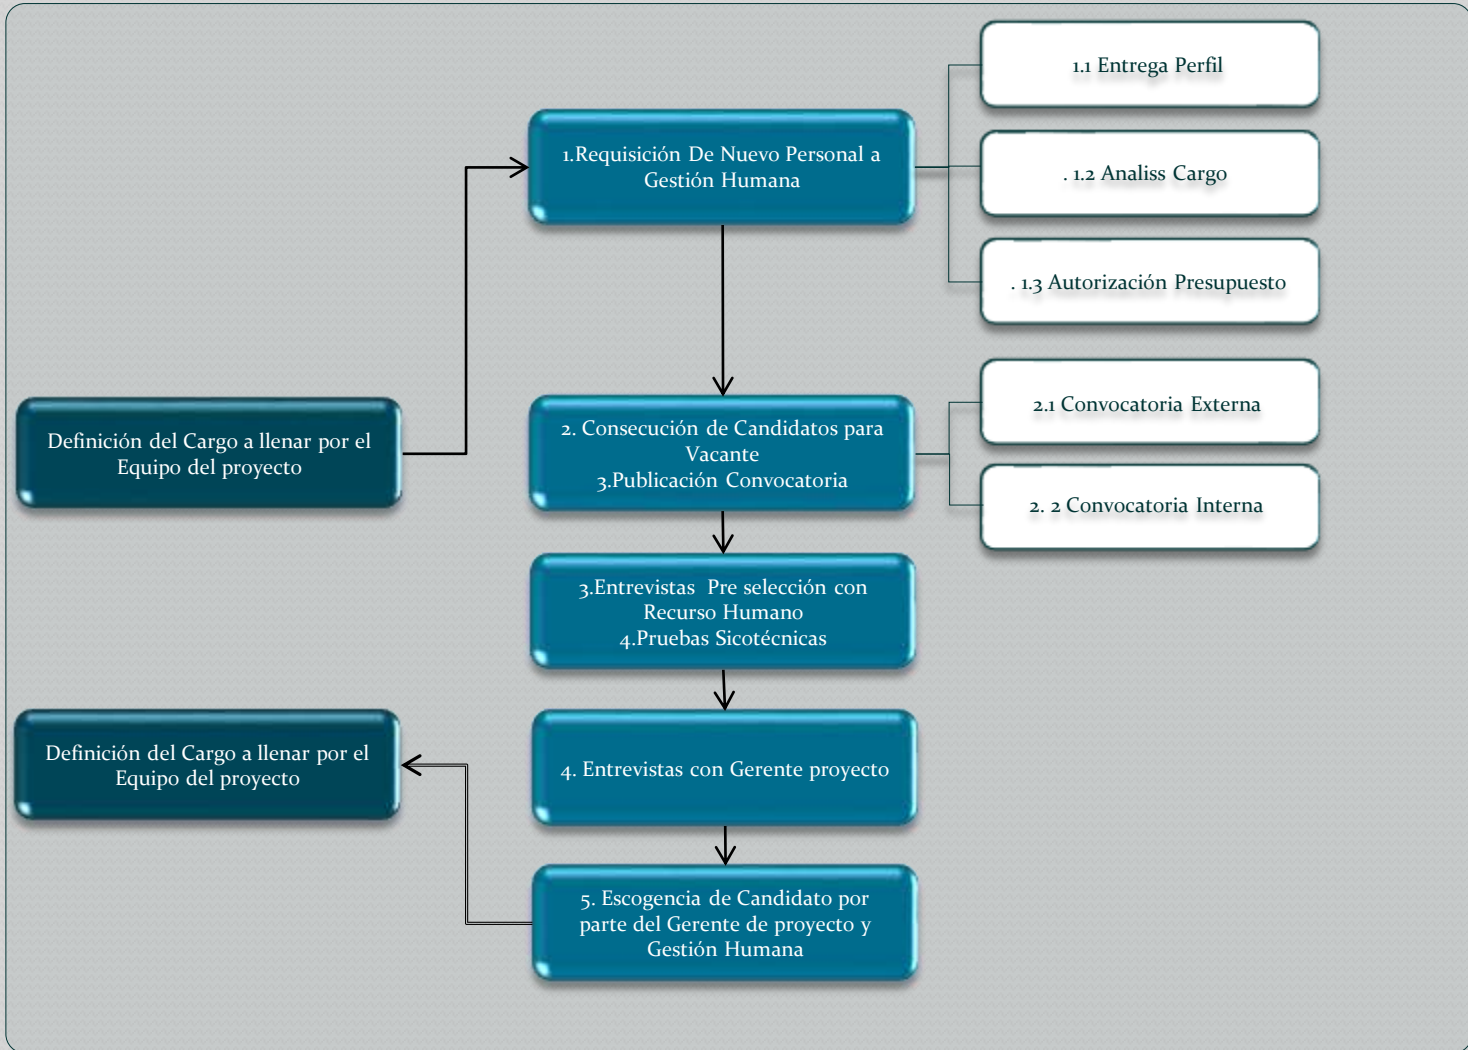 1.1 Entrega Perfil
1.Requisición De Nuevo Personal a
Gestión Humana
. 1.2 Analiss Cargo
. 1.3 Autorización Presupuesto
Definición del Cargo a llenar por el
Equipo del proyecto
2. Consecución de Candidatos para
Vacante
3.Publicación Convocatoria
2.1 Convocatoria Externa
2. 2 Convocatoria Interna
3.Entrevistas Pre selección con
Recurso Humano
4.Pruebas Sicotécnicas
Definición del Cargo a llenar por el
Equipo del proyecto
4. Entrevistas con Gerente proyecto
5. Escogencia de Candidato por
parte del Gerente de proyecto y
Gestión Humana